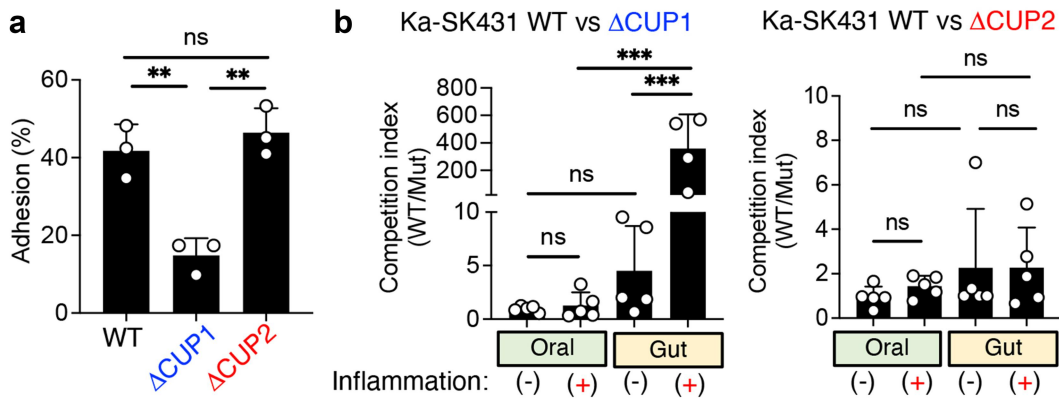 a
ns
**
**
60
40
20
0
Adhesion (%)
WT
ΔCUP1
ΔCUP2
b
Ka-SK431 WT vs ΔCUP1
***
***
ns
ns
800
600
400
200
10
5
0
Competition index
(WT/Mut)
Oral
Gut
Inflammation: (-) (+) (-) (+)
Ka-SK431 WT vs ΔCUP2
ns
ns
ns
ns
10
8
6
4
2
0
Competition index
(WT/Mut)
Oral
Gut
(-) (+) (-) (+)